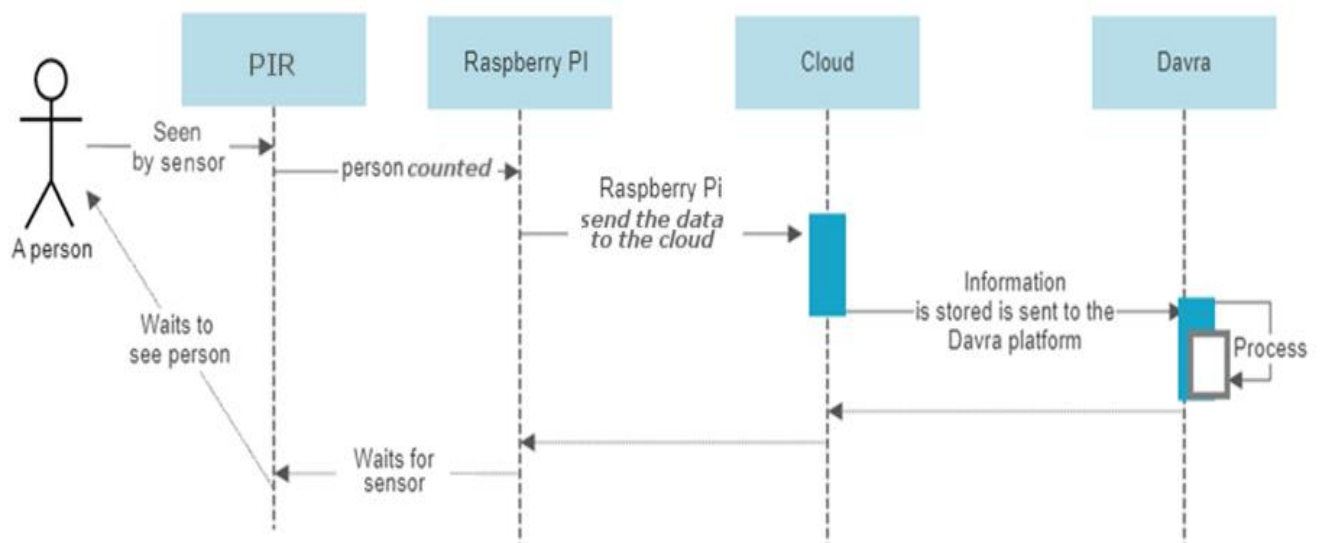 PIR
Raspberry PI
Cloud
Davra
Seen
by sensor
person counted
Raspberry Pi
send the data
to the cloud
A person
Information
is stored is sent to the
Davra platform
Process
Waits to
see person
Waits for
sensor